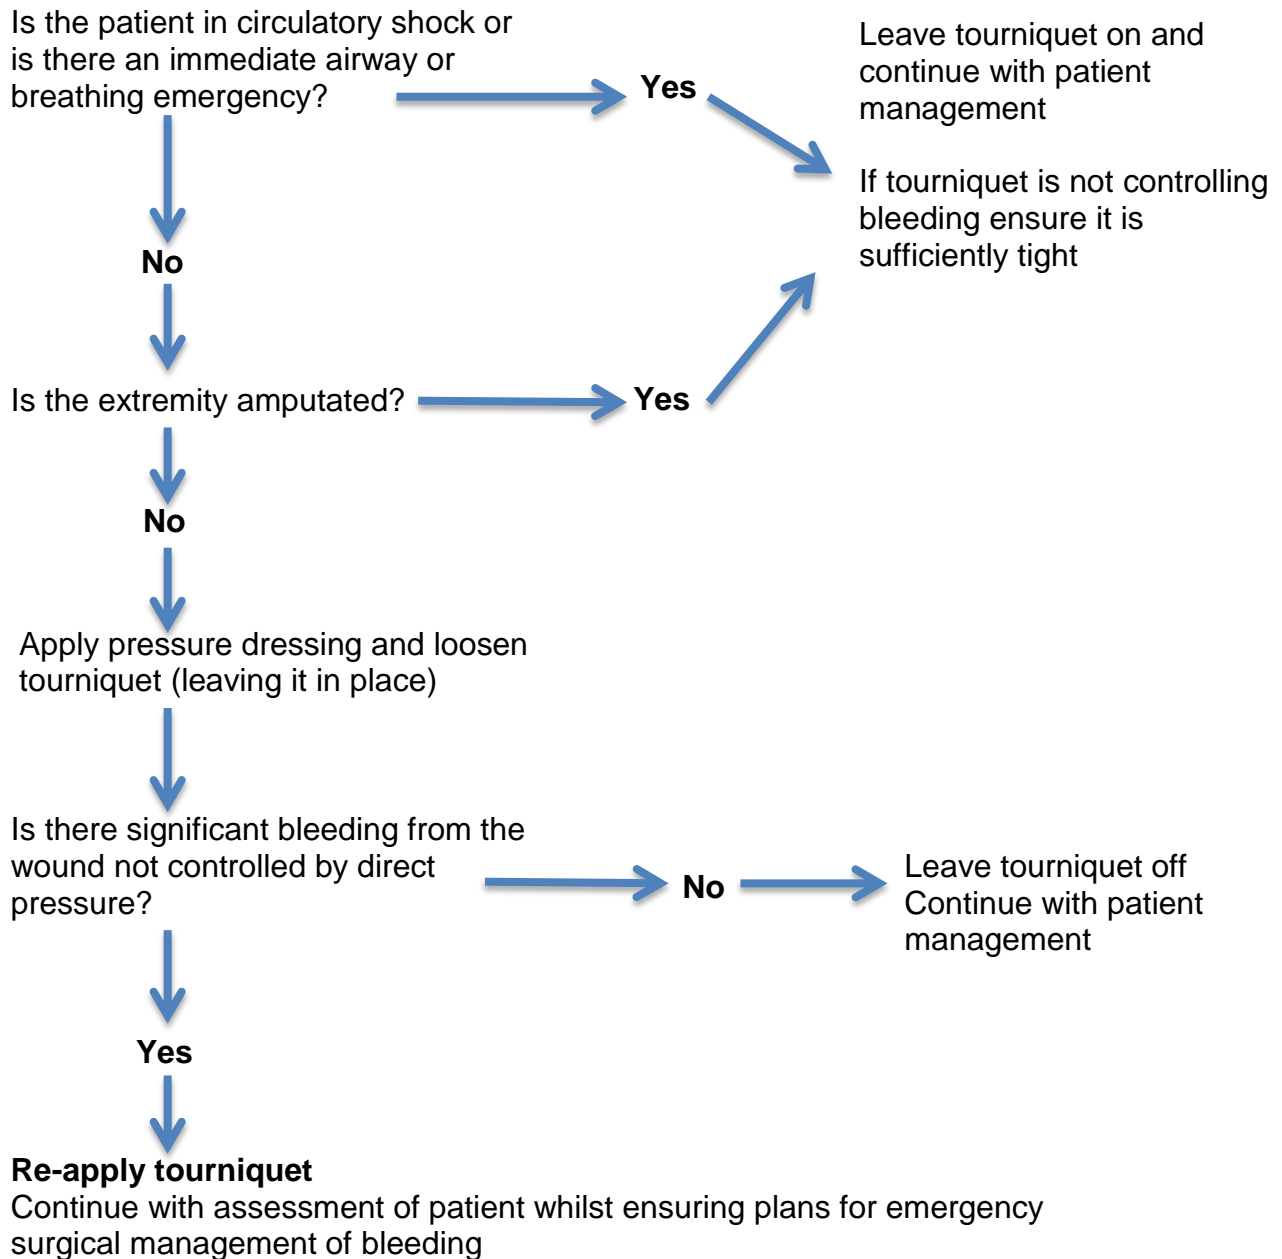 Is the patient in circulatory shock or
is there an immediate airway or
breathing emergency?
Yes
Leave tourniquet on and
continue with patient
management
If tourniquet is not controlling
bleeding ensure it is
sufficiently tight
No
Is the extremity amputated?
Yes
No
Apply pressure dressing and loosen
tourniquet (leaving it in place)
Is there significant bleeding from the
wound not controlled by direct
pressure?
No
Leave tourniquet off
Continue with patient
management
Yes
Re-apply tourniquet
Continue with assessment of patient whilst ensuring plans for emergency
surgical management of bleeding